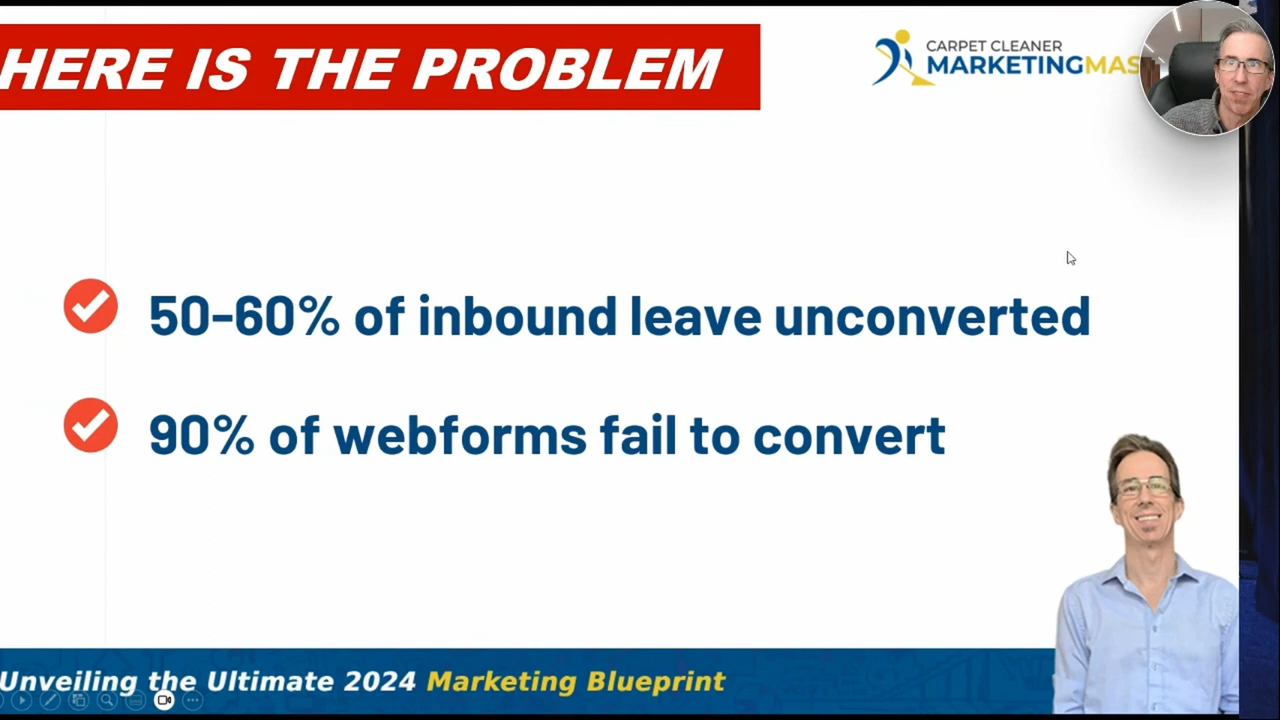 HERE IS THE PROBLEM
CARPET CLEANER
MARKETINGMAS
50-60% of inbound leave unconverted
90% of webforms fail to convert
Unveiling the Ultimate 2024 Marketing Blueprint